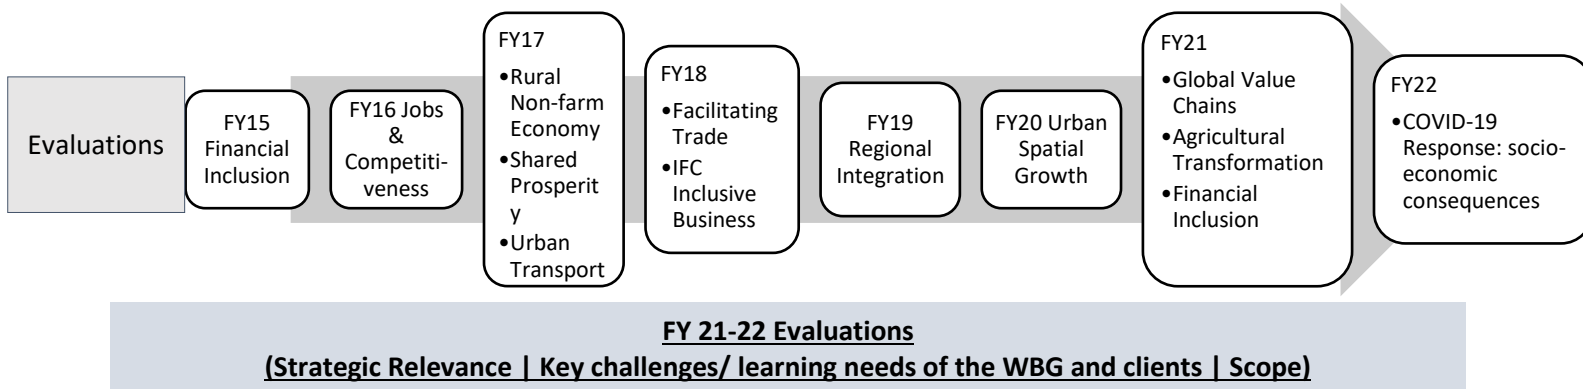 Evaluations
FY15
Financial
Inclusion
FY16 Jobs
&
Competiti-
veness
FY17
•Rural
Non-farm
Economy
•Shared
Prosperit
y
•Urban
Transport
FY18
•Facilitating
Trade
•IFC
Inclusive
Business
FY19
Regional
Integration
FY20 Urban
Spatial
Growth
FY21
•Global Value
Chains
•Agricultural
Transformation
•Financial
Inclusion
FY22
•COVID-19
Response: socio-
economic
consequences
FY 21-22 Evaluations
(Strategic Relevance | Key challenges/ learning needs of the WBG and clients | Scope)